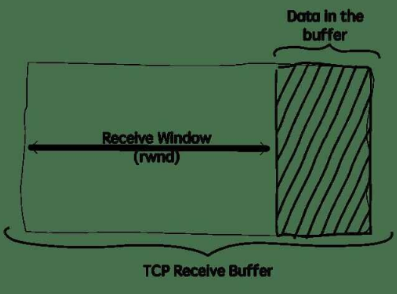 Data in the
buffer
Receive Window
(rwnd)
TCP Receive Buffer